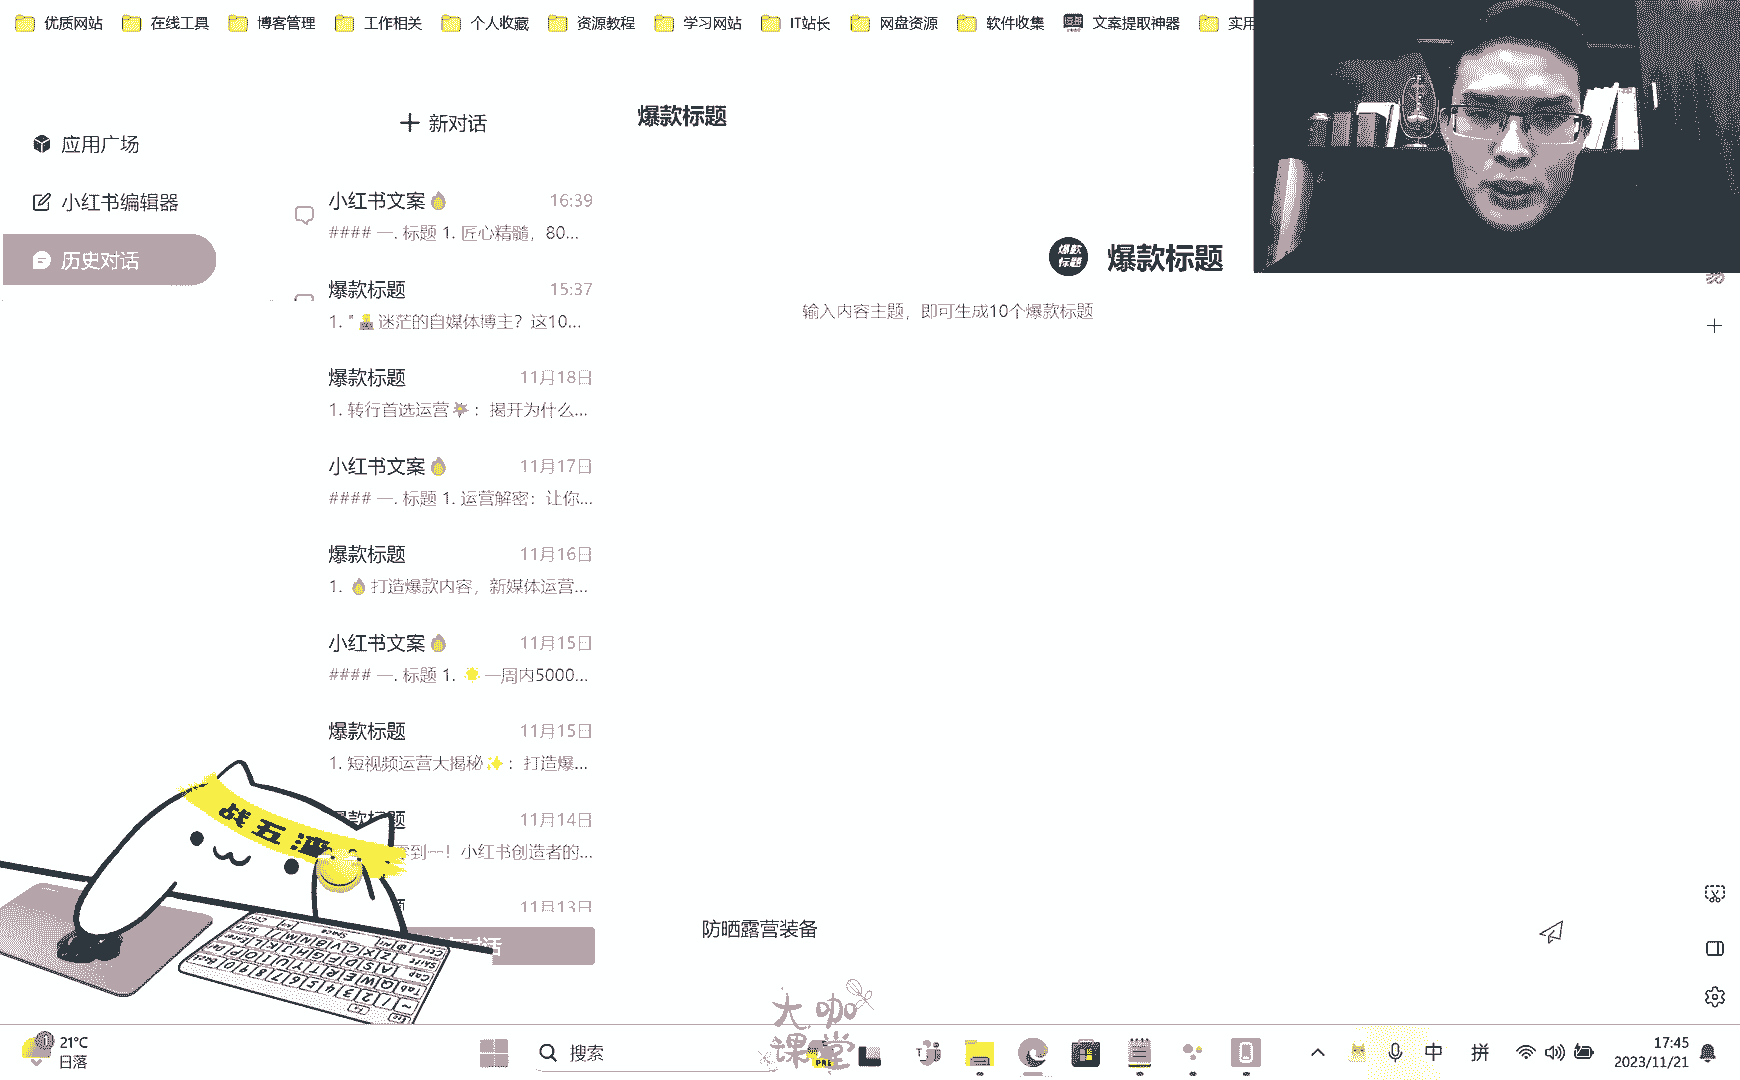 优质网站 在线工具 博客管理 工作相关 个人收藏 资源教程 学习网站 IT站长 网盘资源 软件收集 文案提取神器 实用
应用广场
小红书编辑器
历史对话
新对话
小红书文案 16:39
#### 一. 标题 1. 匠心精髓，80...
爆款标题 15:37
1. "迷茫的自媒体博主？这10...
爆款标题 11月18日
1. 转行首选运营：揭开为什么...
小红书文案 11月17日
#### 一. 标题 1. 运营解密：让你...
爆款标题 11月16日
1. 打造爆款内容，新媒体运营...
小红书文案 11月15日
#### 一. 标题 1. 一周内5000...
爆款标题 11月15日
1. 短视频运营大揭秘：打造爆...
爆款标题 11月14日
零到一！小红书创造者的...
题 11月13日
对话
爆款标题
爆款标题
爆款标题
输入内容主题，即可生成10个爆款标题
防晒露营装备
战五渣
大咖
课堂
21°C
日落
搜索
PRE
中 拼
17:45
2023/11/21